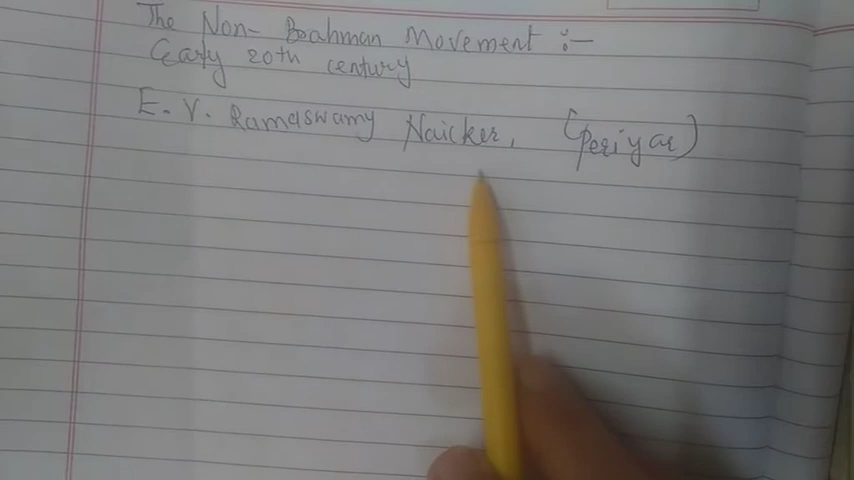 The Non- Brahman Movement :-
Early 20th century
E. V. Ramaswamy Naicker, (Periyar)